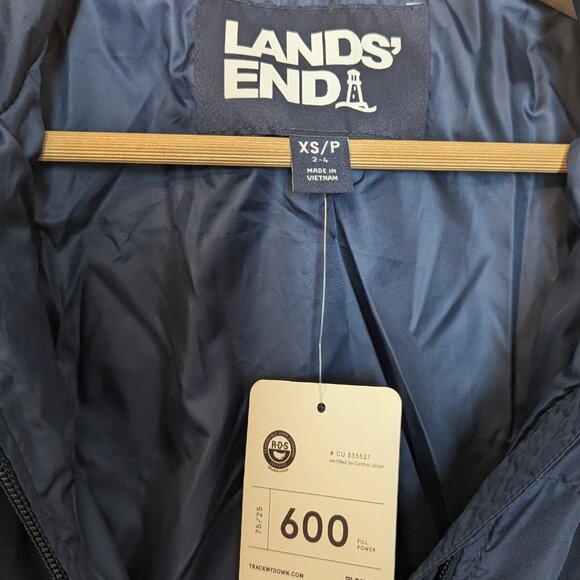 LANDS'
END
XS/P
2-4
MADE IN
VIETNAM
R·D·S
# CU 835527
certified by Control Union
75/25
600
FILL
POWER
TRACKMYDOWN.COM